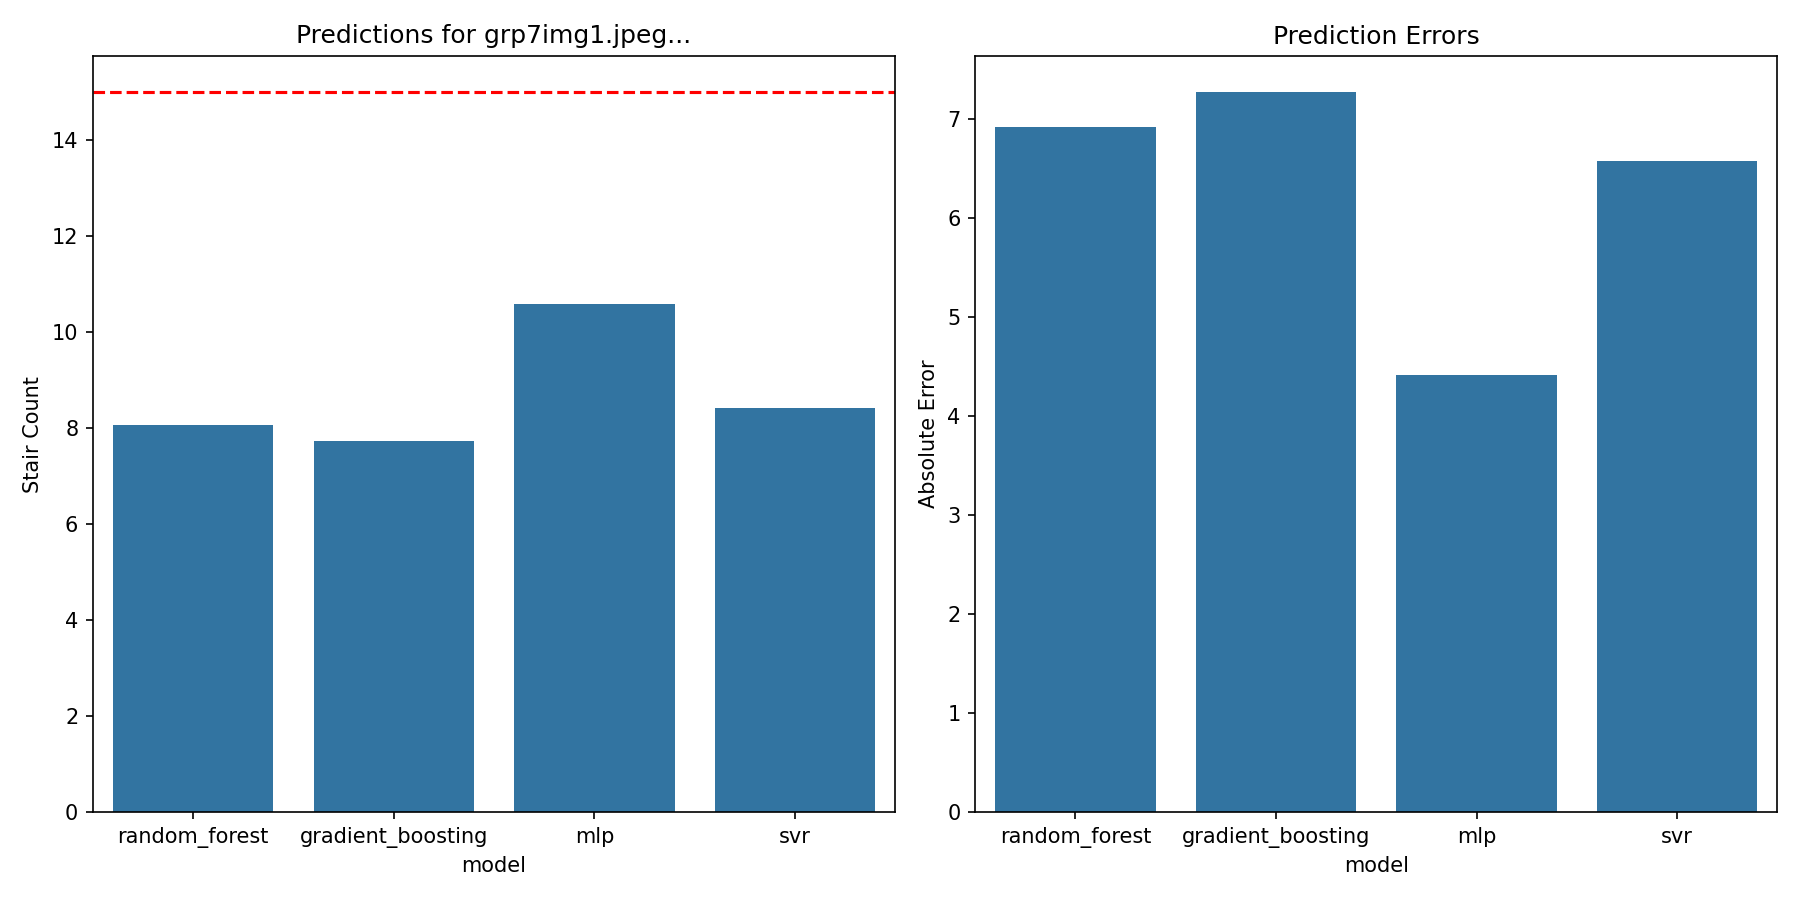 Predictions for grp7img1.jpeg...
Stair Count
14
12
10
8
6
4
2
0
random_forest gradient_boosting mlp svr
model
Prediction Errors
Absolute Error
7
6
5
4
3
2
1
0
random_forest gradient_boosting mlp svr
model